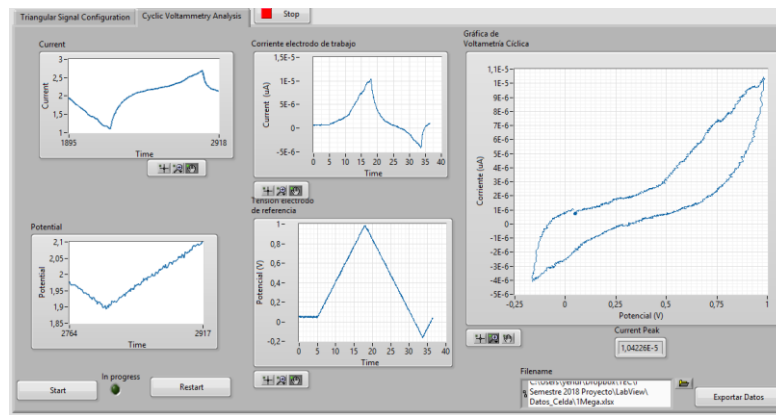 Triangular Signal Configuration
Cyclic Voltammetry Analysis
Stop
Current
3
2,5
2
1,5
1
1895
2918
Current
Time
Potential
2,1
2,05
2
1,95
1,9
1,85
2764
2917
Potential
Time
In progress
Start
Restart
Corriente electrodo de trabajo
1,5E-5
1E-5
5E-6
0
-5E-6
0 5 10 15 20 25 30 35 40
Current (uA)
Time
Tensión electrodo
de referencia
1
0,8
0,6
0,4
0,2
0
-0,2
0 5 10 15 20 25 30 35 40
Potencial (V)
Time
Gráfica de
Voltametría Cíclica
1,1E-5
1E-5
9E-6
8E-6
7E-6
6E-6
5E-6
4E-6
3E-6
2E-6
1E-6
0
-1E-6
-2E-6
-3E-6
-4E-6
-5E-6
-0,25 0 0,25 0,5 0,75 1
Corriente (uA)
Potencial (V)
Current Peak
1,04226E-5
Filename
Semestre 2018 Proyecto\LabView\
Datos_Celda\1Mega.xlsx
Exportar Datos